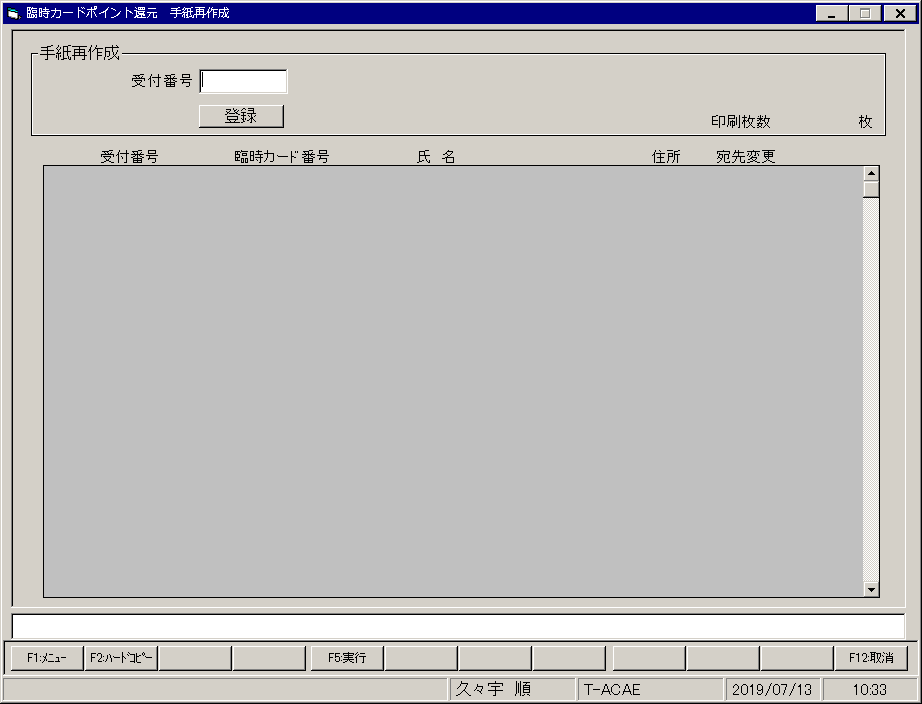 臨時カードポイント還元　手紙再作成
手紙再作成
受付番号
登録
印刷枚数 枚
受付番号 臨時カード番号 氏 名 住所 宛先変更
F1:ﾒﾆｭｰ F2:ﾊｰﾄﾞｺﾋﾟｰ F5:実行 F12:取消
久々宇　順 T-ACAE 2019/07/13 10:33